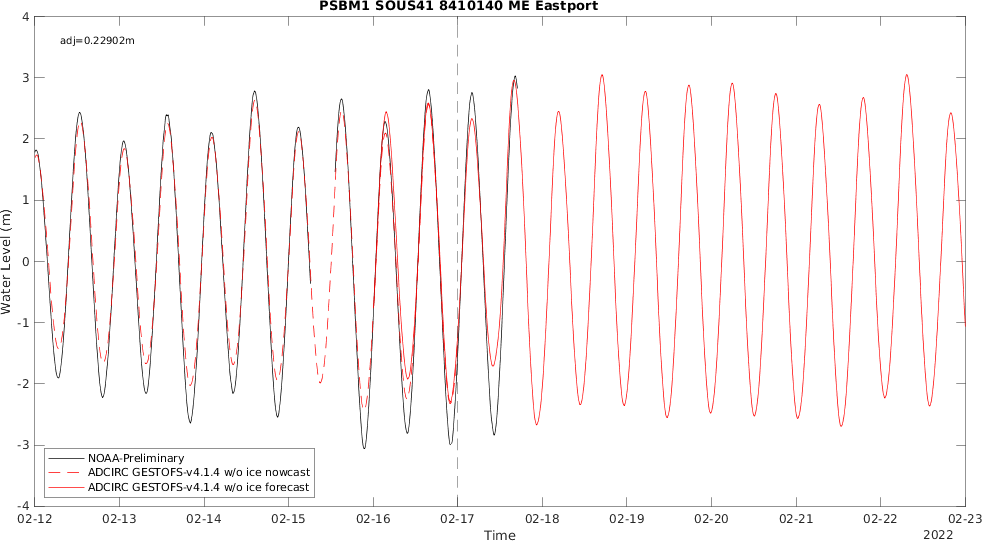 PSBM1 SOUS41 8410140 ME Eastport
adj=0.22902m
Water Level (m)
4
3
2
1
0
-1
-2
-3
-4
NOAA-Preliminary
ADCIRC GESTOFS-v4.1.4 w/o ice nowcast
ADCIRC GESTOFS-v4.1.4 w/o ice forecast
02-12 02-13 02-14 02-15 02-16 02-17 02-18 02-19 02-20 02-21 02-22 02-23
Time
2022